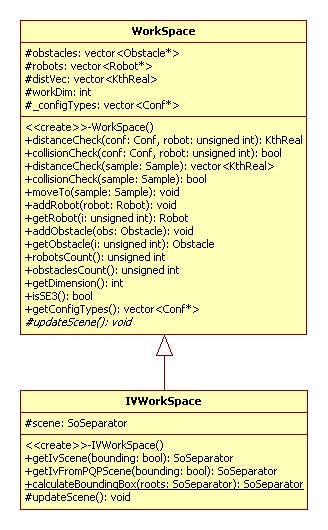 WorkSpace
#obstacles: vector<Obstacle*>
#robots: vector<Robot*>
#distVec: vector<KthReal>
#workDim: int
#_configTypes: vector<Conf*>
<<create>>-WorkSpace()
+distanceCheck(conf: Conf, robot: unsigned int): KthReal
+collisionCheck(conf: Conf, robot: unsigned int): bool
+distanceCheck(sample: Sample): vector<KthReal>
+collisionCheck(sample: Sample): bool
+moveTo(sample: Sample): void
+addRobot(robot: Robot): void
+getRobot(i: unsigned int): Robot
+addObstacle(obs: Obstacle): void
+getObstacle(i: unsigned int): Obstacle
+robotsCount(): unsigned int
+obstaclesCount(): unsigned int
+getDimension(): int
+isSE3(): bool
+getConfigTypes(): vector<Conf*>
#updateScene(): void
IVWorkSpace
#scene: SoSeparator
<<create>>-IVWorkSpace()
+getIvScene(bounding: bool): SoSeparator
+getIvFromPQPScene(bounding: bool): SoSeparator
+calculateBoundingBox(roots: SoSeparator): SoSeparator
#updateScene(): void